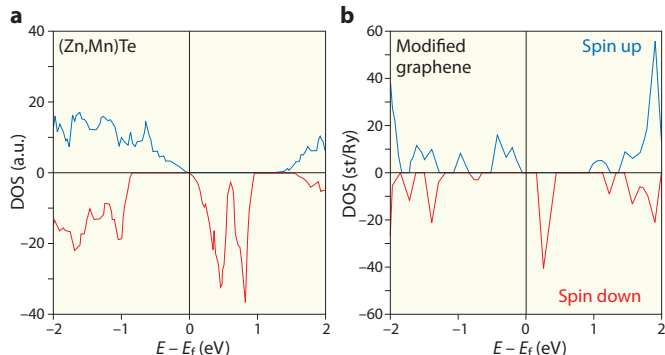 a
(Zn,Mn)Te
DOS (a.u.)
40
20
0
−20
−40
−2
−1
0
1
2
E − Ef (eV)
b
Modified
graphene
Spin up
Spin down
DOS (st/Ry)
60
40
20
0
−20
−40
−60
−2
−1
0
1
2
E − Ef (eV)